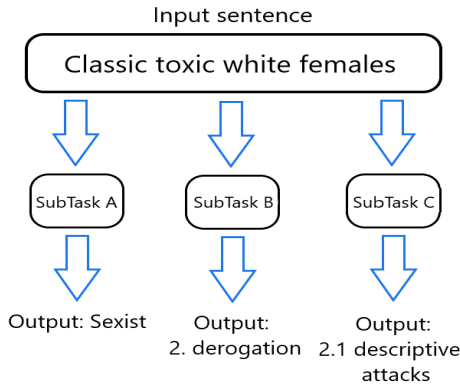 Input sentence
Classic toxic white females
SubTask A
SubTask B
SubTask C
Output: Sexist
Output:
2. derogation
Output:
2.1 descriptive
attacks